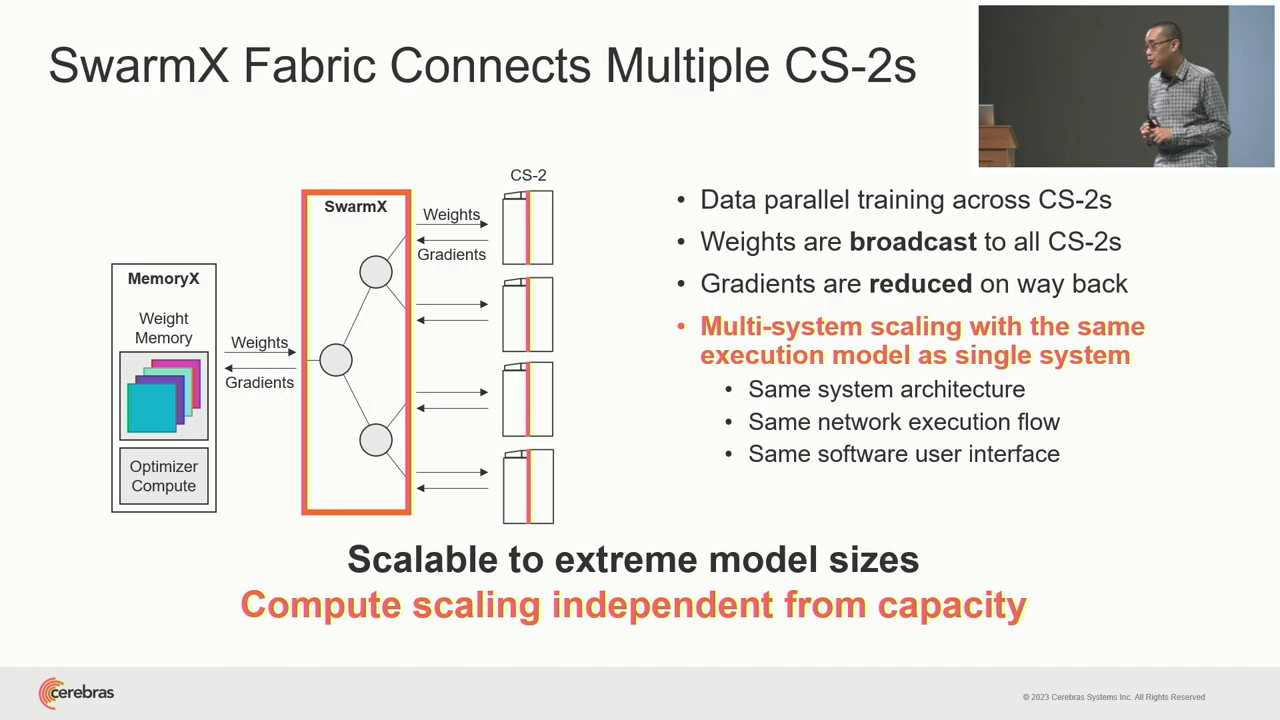 SwarmX Fabric Connects Multiple CS-2s
CS-2
SwarmX
Weights
Gradients
MemoryX
Weight
Memory
Weights
Gradients
Optimizer
Compute
• Data parallel training across CS-2s
• Weights are broadcast to all CS-2s
• Gradients are reduced on way back
• Multi-system scaling with the same
execution model as single system
• Same system architecture
• Same network execution flow
• Same software user interface
Scalable to extreme model sizes
Compute scaling independent from capacity
cerebras
© 2023 Cerebras Systems Inc. All Rights Reserved